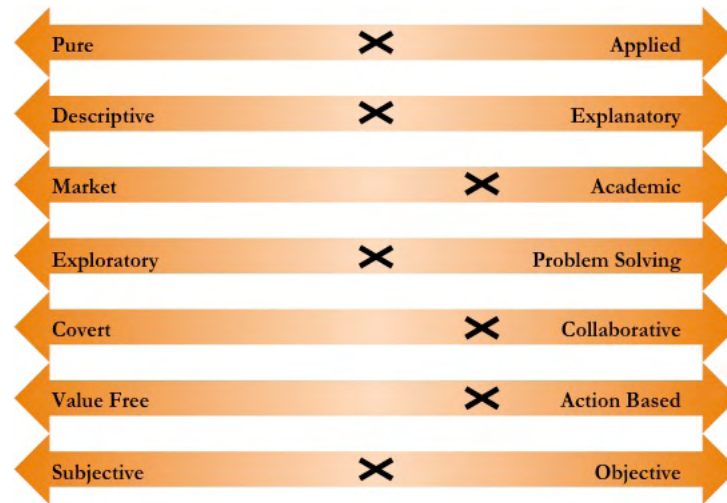 Pure Applied
Descriptive Explanatory
Market Academic
Exploratory Problem Solving
Covert Collaborative
Value Free Action Based
Subjective Objective